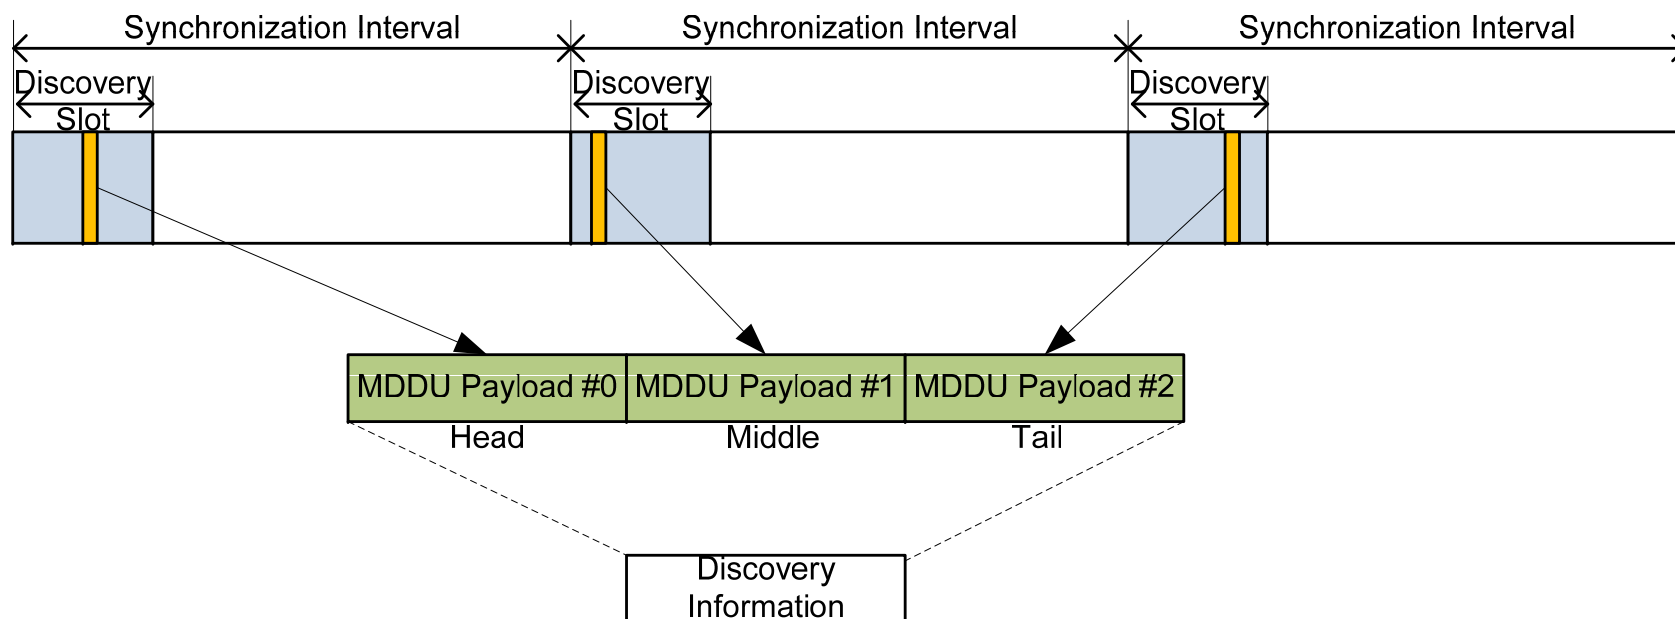 Synchronization Interval Synchronization Interval Synchronization Interval
Discovery Discovery Discovery
Slot Slot Slot
MDDU Payload #0 MDDU Payload #1 MDDU Payload #2
Head Middle Tail
Discovery
Information